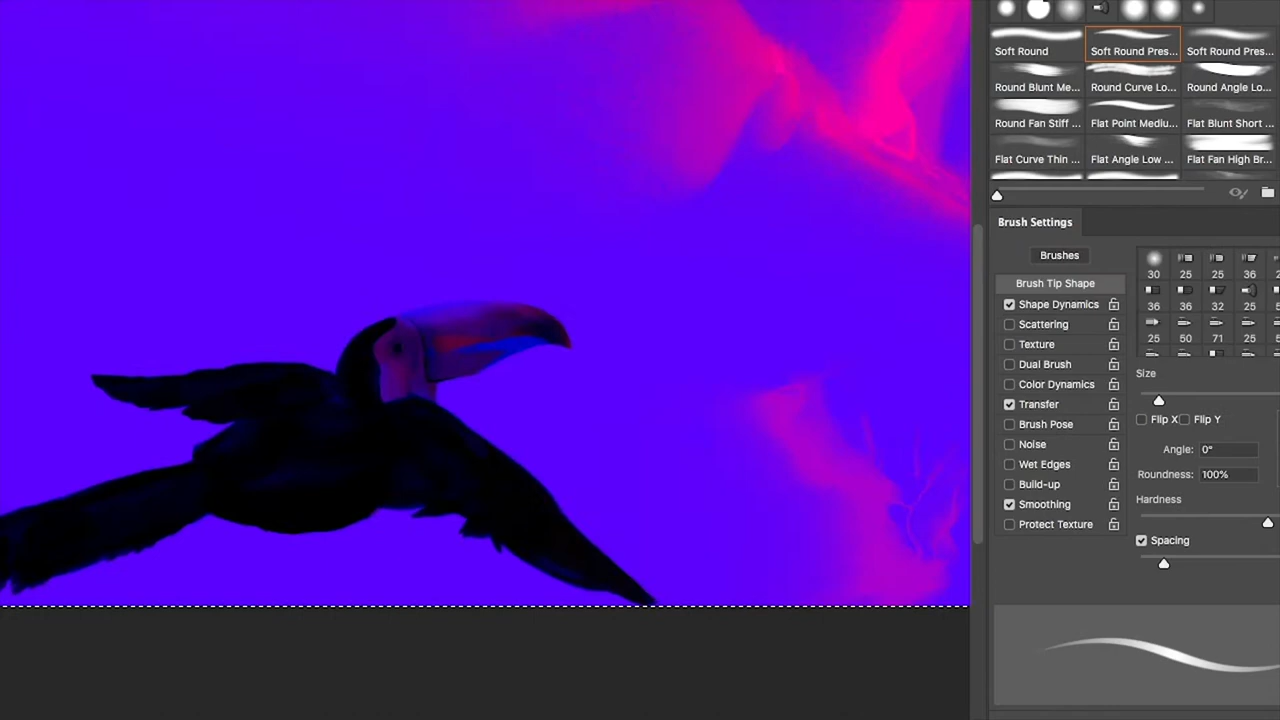 Soft Round Soft Round Pres... Soft Round Pres...
Round Blunt Me... Round Curve Lo... Round Angle Lo...
Round Fan Stiff ... Flat Point Mediu... Flat Blunt Short ...
Flat Curve Thin ... Flat Angle Low ... Flat Fan High Br...
Brush Settings
Brushes
Brush Tip Shape
Shape Dynamics
Scattering
Texture
Dual Brush
Color Dynamics
Transfer
Brush Pose
Noise
Wet Edges
Build-up
Smoothing
Protect Texture
30 25 25 36
36 36 32 25
25 50 71 25
Size
Flip X Flip Y
Angle: 0°
Roundness: 100%
Hardness
Spacing